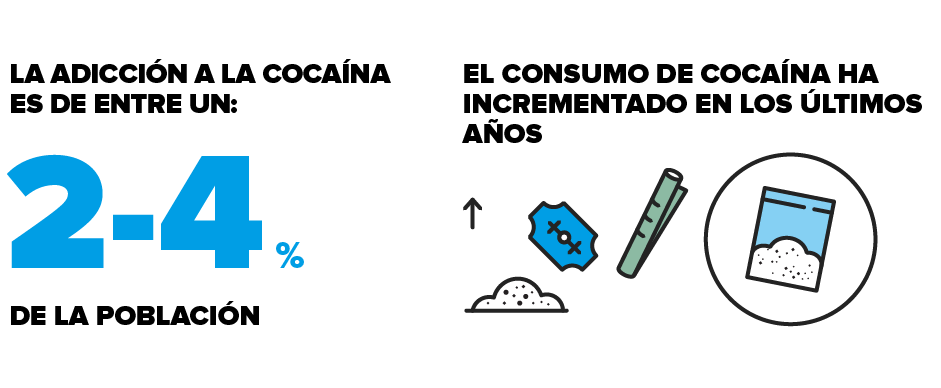 LA ADICCIÓN A LA COCAÍNA
ES DE ENTRE UN:
2-4 %
DE LA POBLACIÓN
EL CONSUMO DE COCAÍNA HA
INCREMENTADO EN LOS ÚLTIMOS
AÑOS